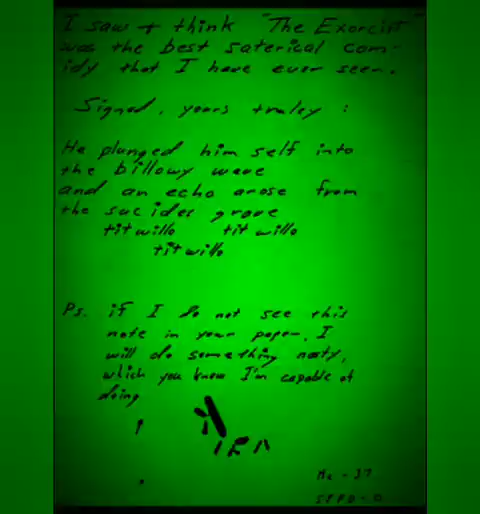 I saw + think "The Exorcist"
was the best saterical com-
idy that I have ever seen.
Signed, yours truley :
He plunged him self into
the billowy wave
and an echo arose from
the sucides grave
tit willo tit willo
tit willo
Ps. if I do not see this
note in your paper, I
will do something nasty,
which you know I'm capable of
doing
Me - 37
SFPD - 0